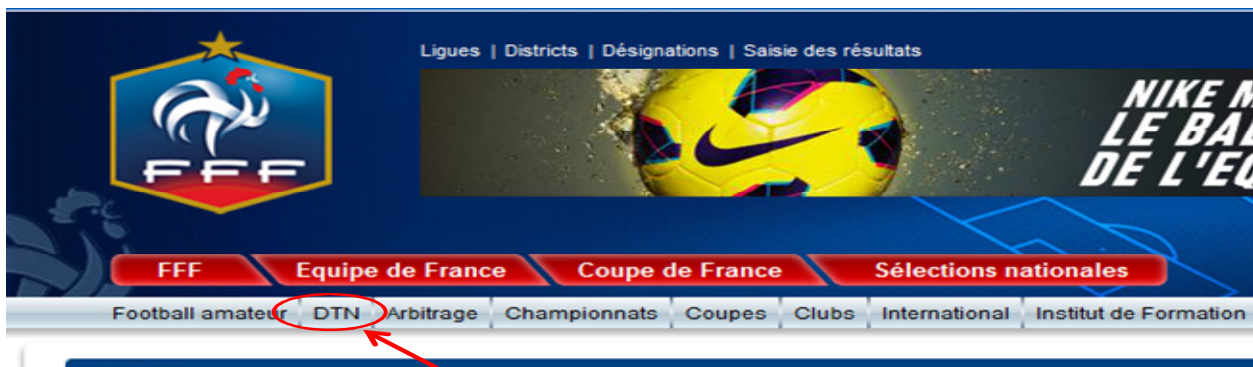 Ligues | Districts | Désignations | Saisie des résultats
NIKE M
LE BAL
DE L'EQ
FFF
FFF Equipe de France Coupe de France Sélections nationales
Football amateur DTN Arbitrage Championnats Coupes Clubs International Institut de Formation